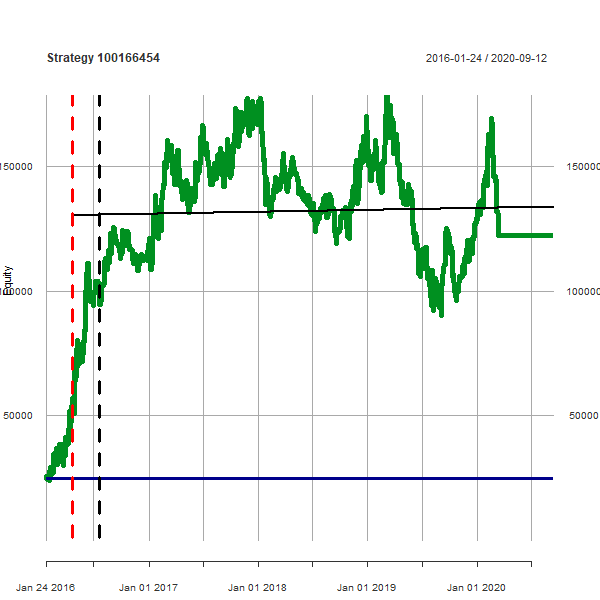 Strategy 100166454
2016-01-24 / 2020-09-12
150000 150000
100000 100000
equity
50000 50000
Jan 24 2016 Jan 01 2017 Jan 01 2018 Jan 01 2019 Jan 01 2020